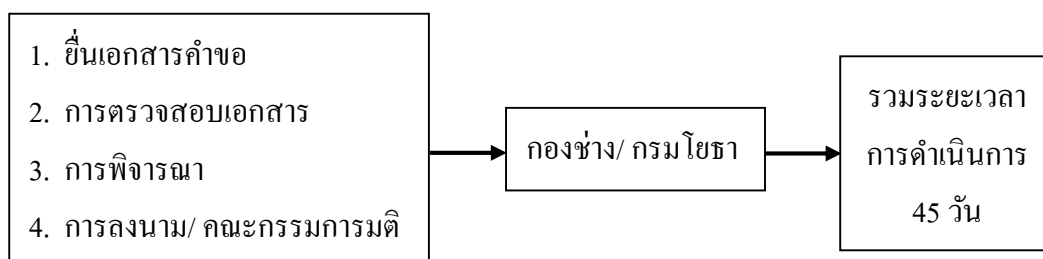 1. ยื่นเอกสารคำขอ
2. การตรวจสอบเอกสาร
3. การพิจารณา
4. การลงนาม/ คณะกรรมการมติ
กองช่าง/ กรมโยธา
รวมระยะเวลา
การดำเนินการ
45 วัน